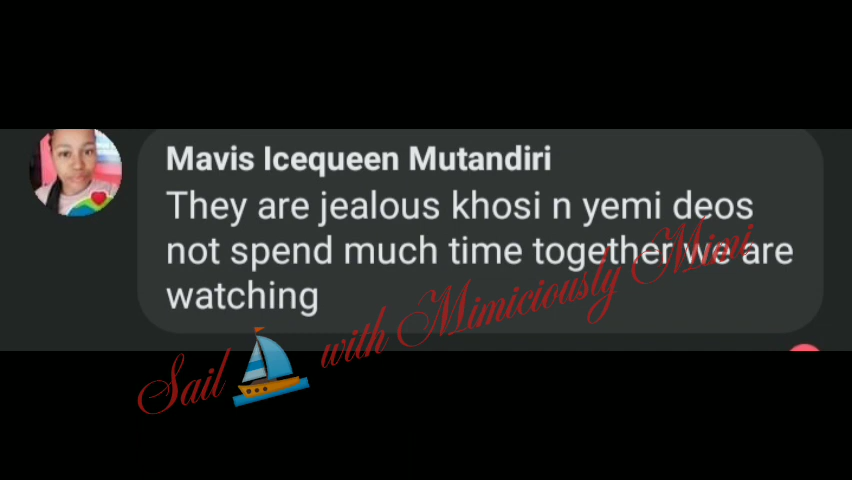 Mavis Icequeen Mutandiri
They are jealous khosi n yemi deos
not spend much time together we are
watching
Sail with Mimiciously Mimi